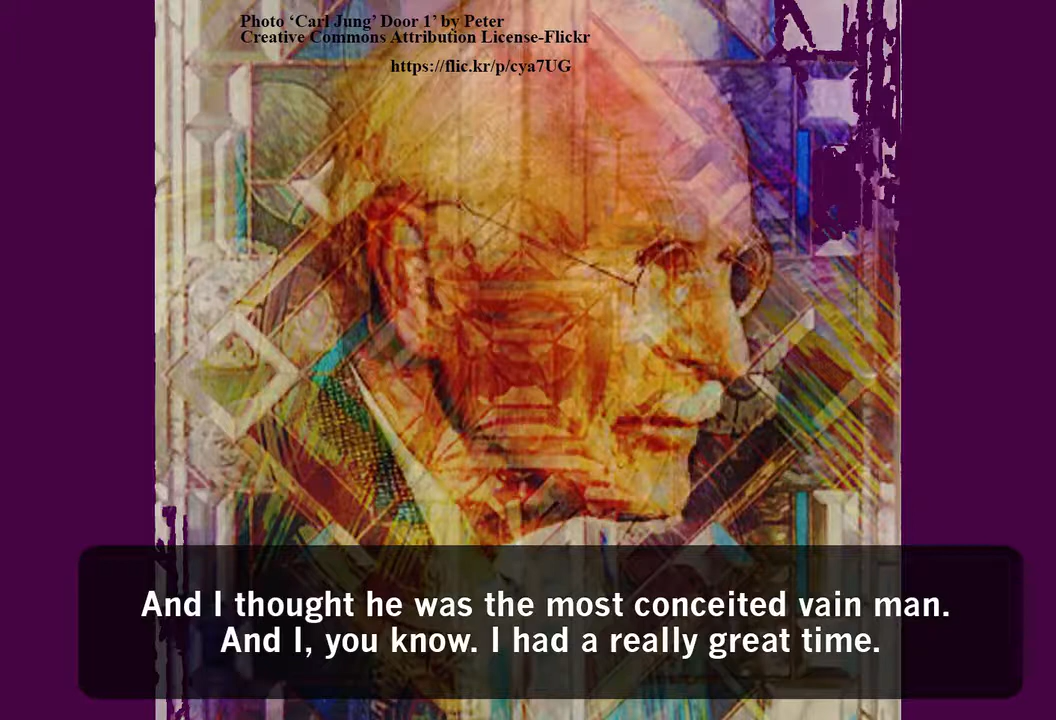 Photo ‘Carl Jung’ Door 1’ by Peter
Creative Commons Attribution License-Flickr
https://flic.kr/p/cya7UG
And I thought he was the most conceited vain man.
And I, you know. I had a really great time.